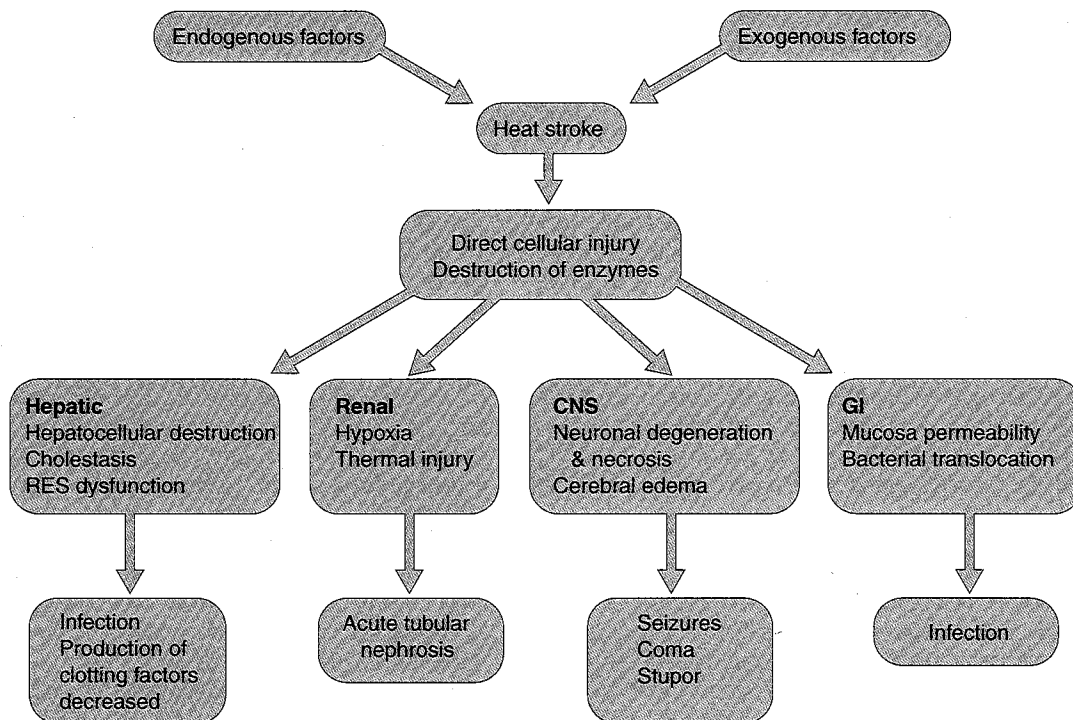 Endogenous factors
Exogenous factors
Heat stroke
Direct cellular injury
Destruction of enzymes
Hepatic
Hepatocellular destruction
Cholestasis
RES dysfunction
Renal
Hypoxia
Thermal injury
CNS
Neuronal degeneration
& necrosis
Cerebral edema
GI
Mucosa permeability
Bacterial translocation
Infection
Production of
clotting factors
decreased
Acute tubular
nephrosis
Seizures
Coma
Stupor
Infection